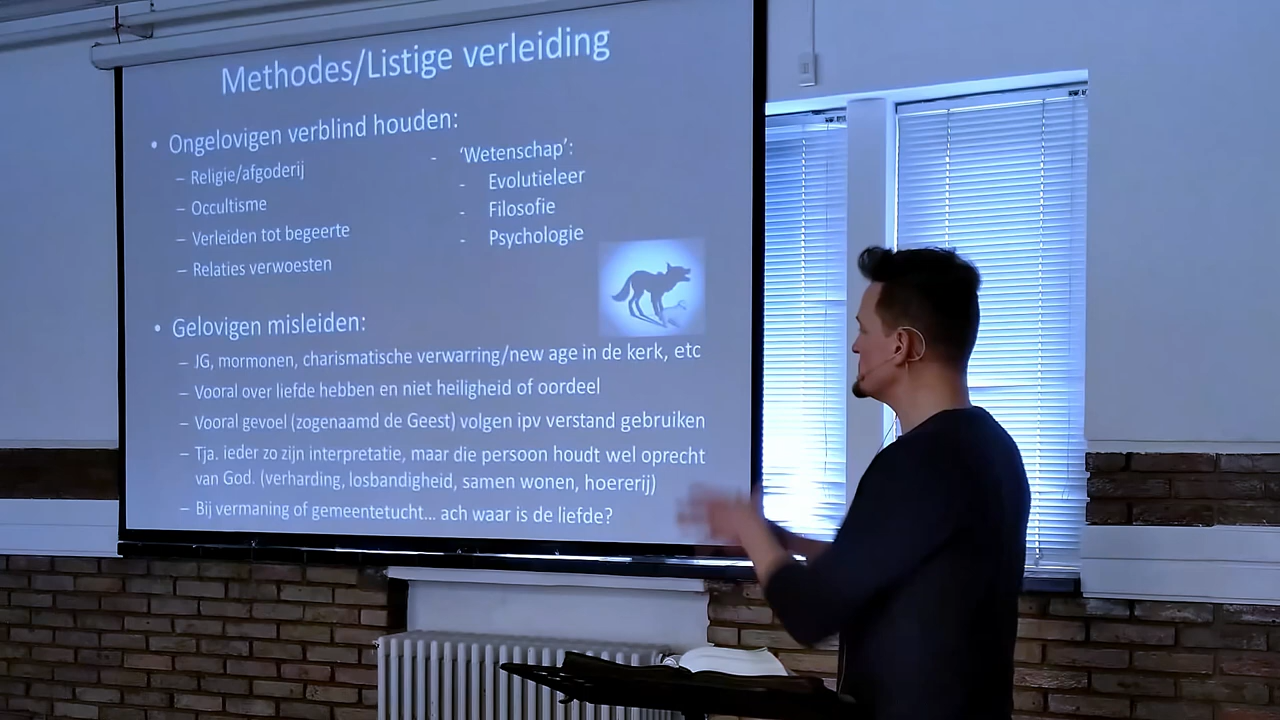 Methodes/Listige verleiding
• Ongelovigen verblind houden:
– Religie/afgoderij
– Occultisme
– Verleiden tot begeerte
– Relaties verwoesten
- ‘Wetenschap’:
- Evolutieleer
- Filosofie
- Psychologie
• Gelovigen misleiden:
– JG, mormonen, charismatische verwarring/new age in de kerk, etc
– Vooral over liefde hebben en niet heiligheid of oordeel
– Vooral gevoel (zogenaamd de Geest) volgen ipv verstand gebruiken
– Tja. ieder zo zijn interpretatie, maar die persoon houdt wel oprecht
van God. (verharding, losbandigheid, samen wonen, hoererij)
– Bij vermaning of gemeentetucht... ach waar is de liefde?